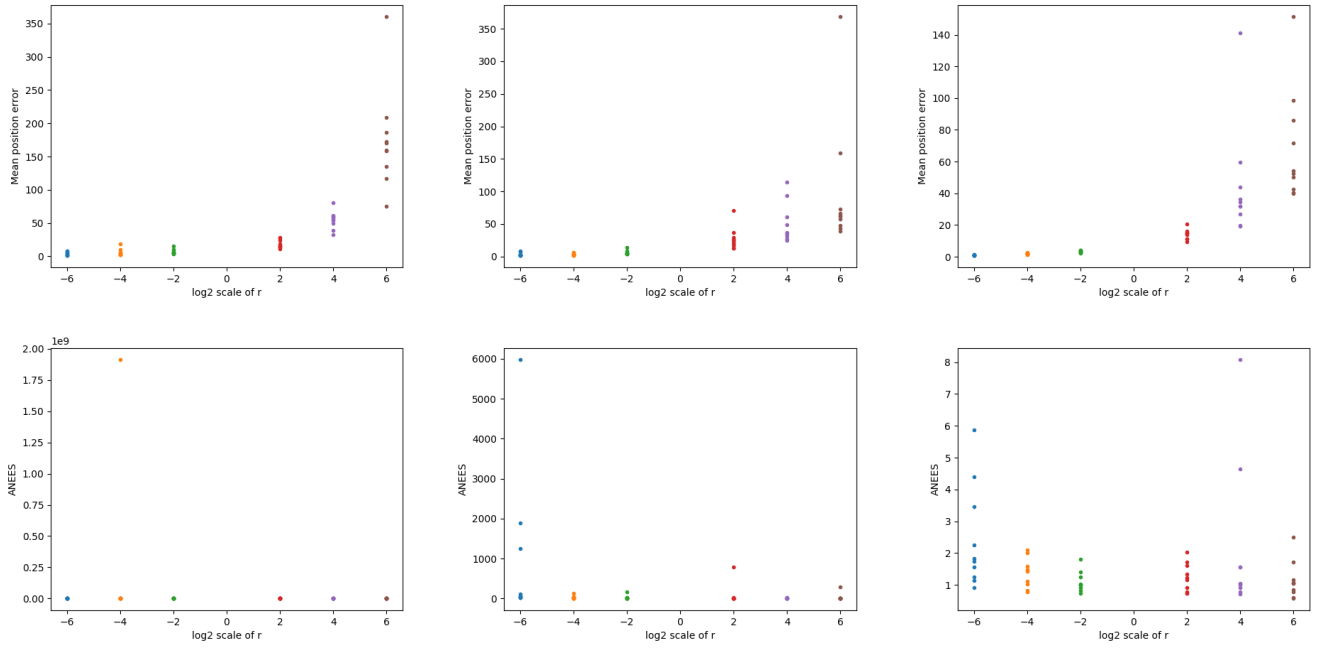 350
300
250
200
150
100
50
0
Mean position error
−6 −4 −2 0 2 4 6
log2 scale of r
350
300
250
200
150
100
50
0
Mean position error
−6 −4 −2 0 2 4 6
log2 scale of r
140
120
100
80
60
40
20
0
Mean position error
−6 −4 −2 0 2 4 6
log2 scale of r
1e9
2.00
1.75
1.50
1.25
1.00
0.75
0.50
0.25
0.00
ANEES
−6 −4 −2 0 2 4 6
log2 scale of r
6000
5000
4000
3000
2000
1000
0
ANEES
−6 −4 −2 0 2 4 6
log2 scale of r
8
7
6
5
4
3
2
1
ANEES
−6 −4 −2 0 2 4 6
log2 scale of r